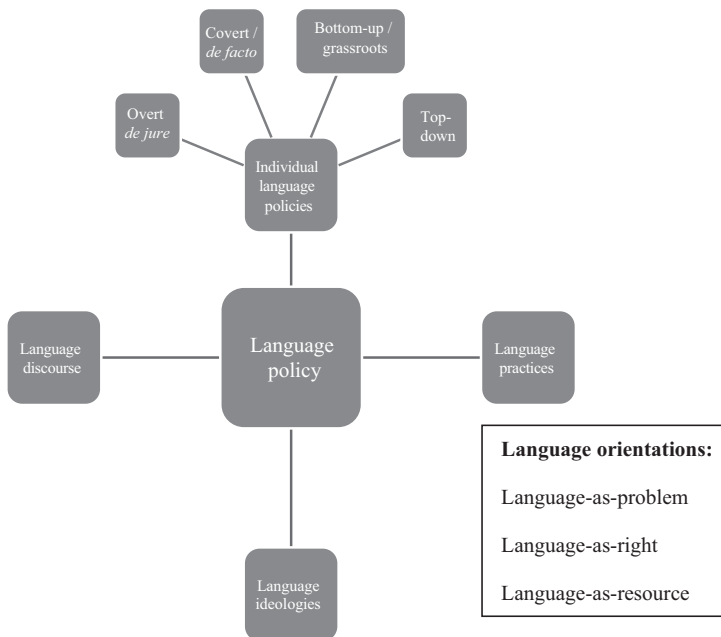 Covert /
de facto
Bottom-up /
grassroots
Overt
de jure
Top-
down
Individual
language
policies
Language
discourse
Language
policy
Language
practices
Language
ideologies
Language orientations:
Language-as-problem
Language-as-right
Language-as-resource